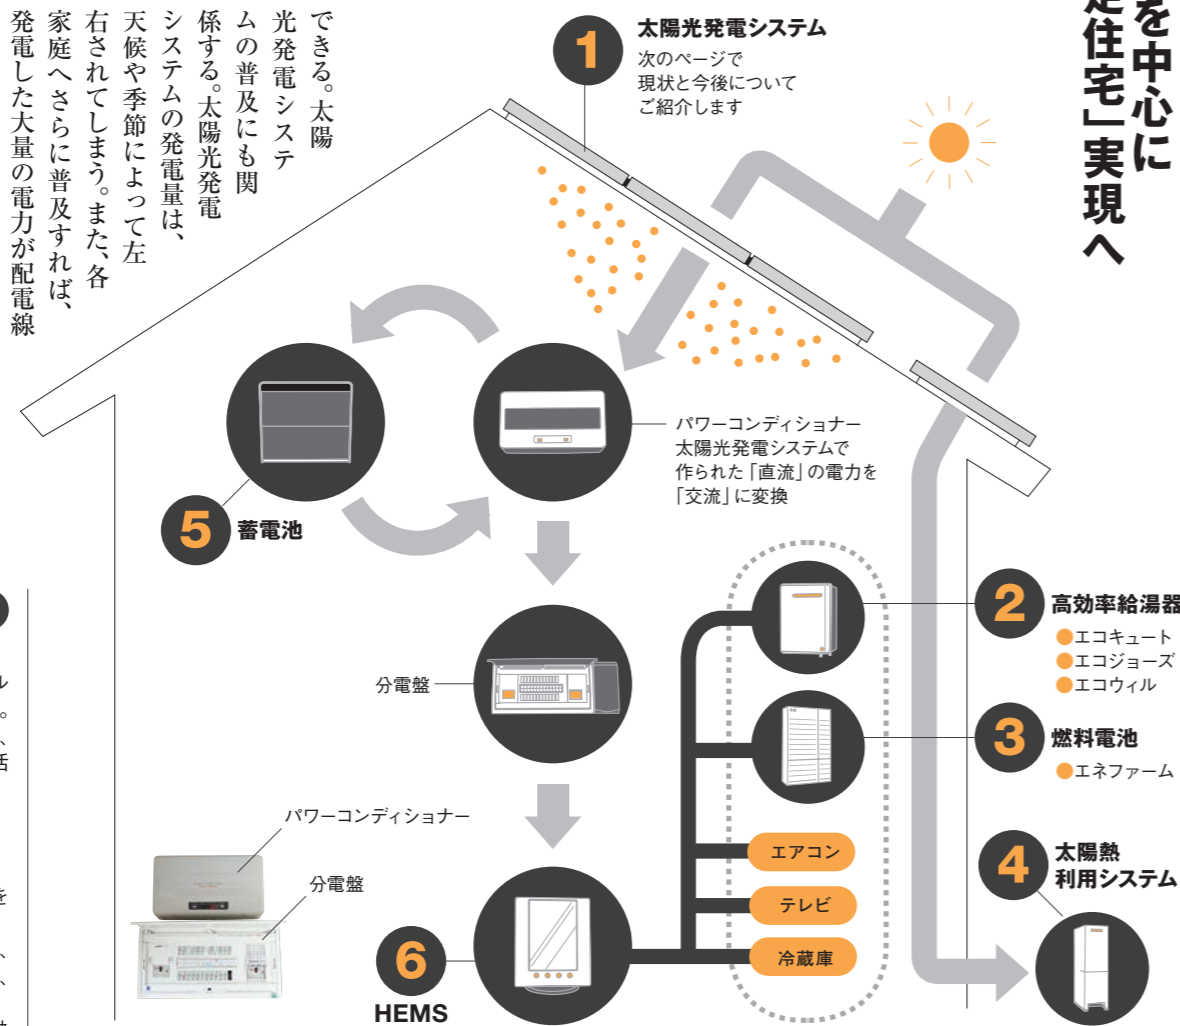 を中心に
住宅」実現へ
できる。太陽
光発電システ
ムの普及にも関
係する。太陽光発電
システムの発電量は、
天候や季節によって左
右されてしまう。また、各
家庭へさらに普及すれば、
発電した大量の電力が配電線
1
太陽光発電システム
次のページで
現状と今後について
ご紹介します
パワーコンディショナー
太陽光発電システムで
作られた「直流」の電力を
「交流」に変換
5
蓄電池
分電盤
2
高効率給湯器
●エコキュート
●エコジョーズ
●エコウィル
3
燃料電池
●エネファーム
エアコン
テレビ
冷蔵庫
4
太陽熱
利用システム
パワーコンディショナー
分電盤
6
HEMS
ル
。
、
活
を
、
、